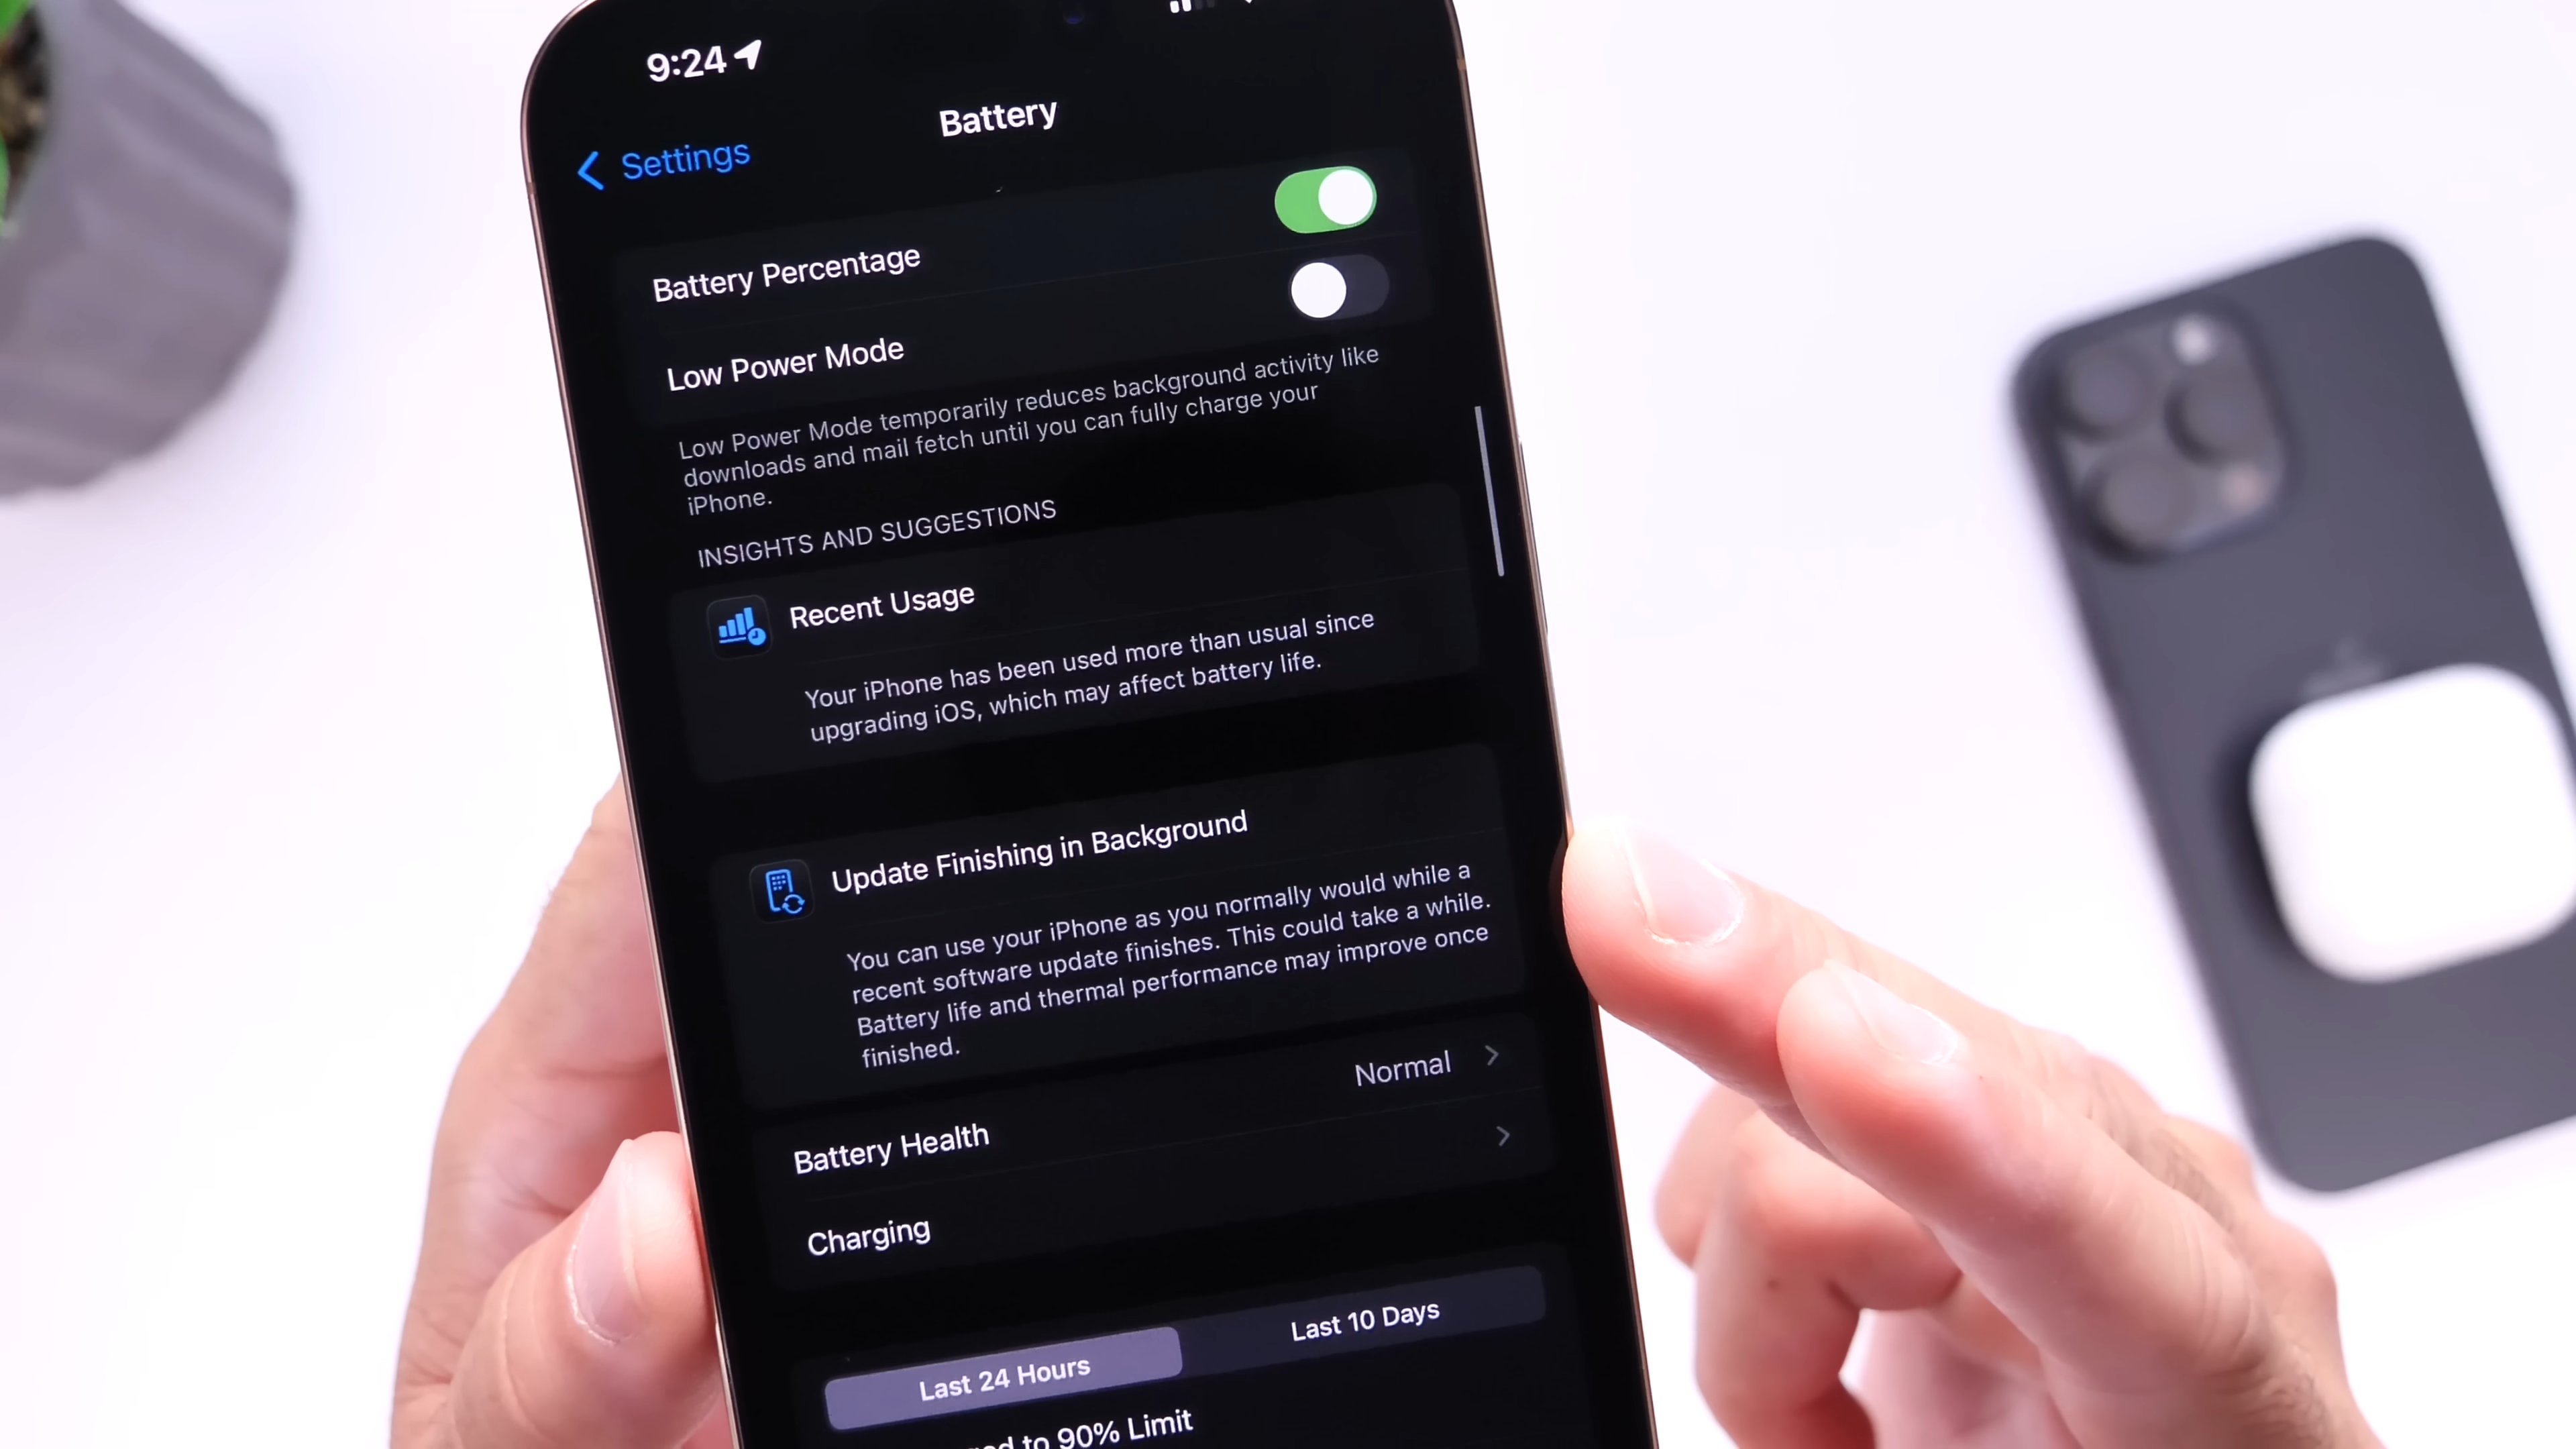 9:24
Settings
Battery
Battery Percentage
Low Power Mode
Low Power Mode temporarily reduces background activity like
downloads and mail fetch until you can fully charge your
iPhone.
INSIGHTS AND SUGGESTIONS
Recent Usage
Your iPhone has been used more than usual since
upgrading iOS, which may affect battery life.
Update Finishing in Background
You can use your iPhone as you normally would while a
recent software update finishes. This could take a while.
Battery life and thermal performance may improve once
finished.
Battery Health
Normal
Charging
Last 24 Hours
Last 10 Days
to 90% Limit